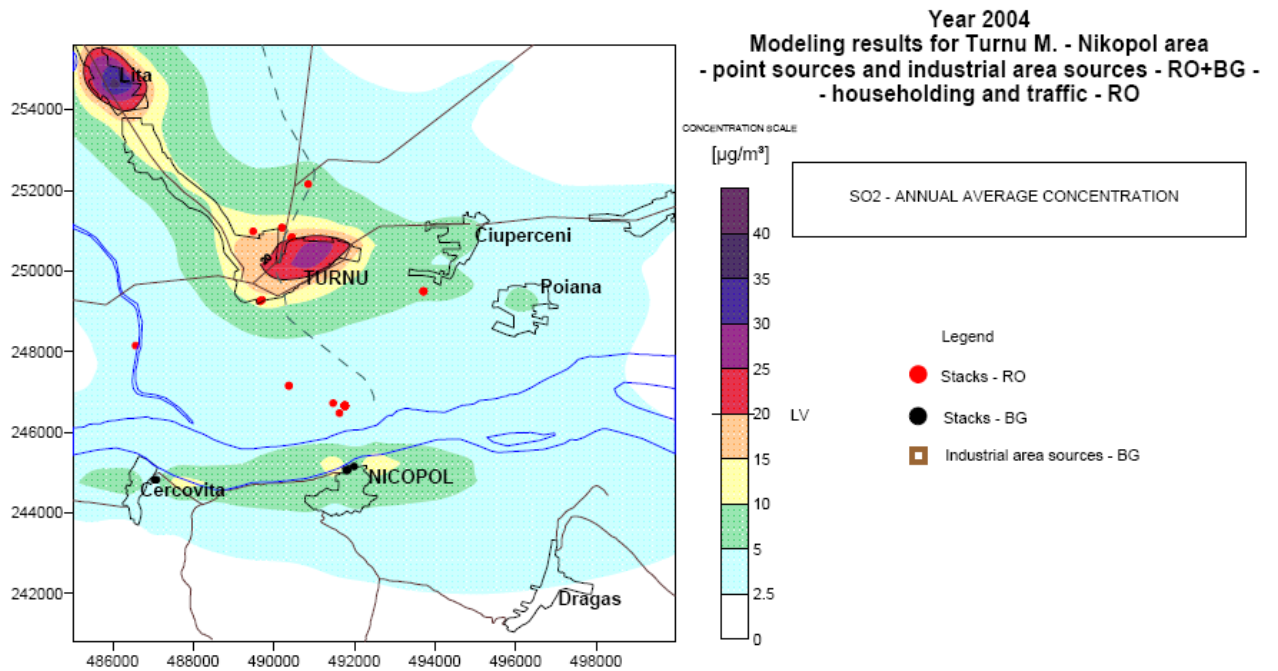 Year 2004
Modeling results for Turnu M. - Nikopol area
- point sources and industrial area sources - RO+BG -
- householding and traffic - RO
CONCENTRATION SCALE
[µg/m³]
SO2 - ANNUAL AVERAGE CONCENTRATION
40
35
30
25
20
LV
15
10
5
2.5
0
Legend
Stacks - RO
Stacks - BG
Industrial area sources - BG
Lita
Ciuperceni
TURNU
Poiana
NICOPOL
Cercovita
Dragas
254000
252000
250000
248000
246000
244000
242000
486000 488000 490000 492000 494000 496000 498000